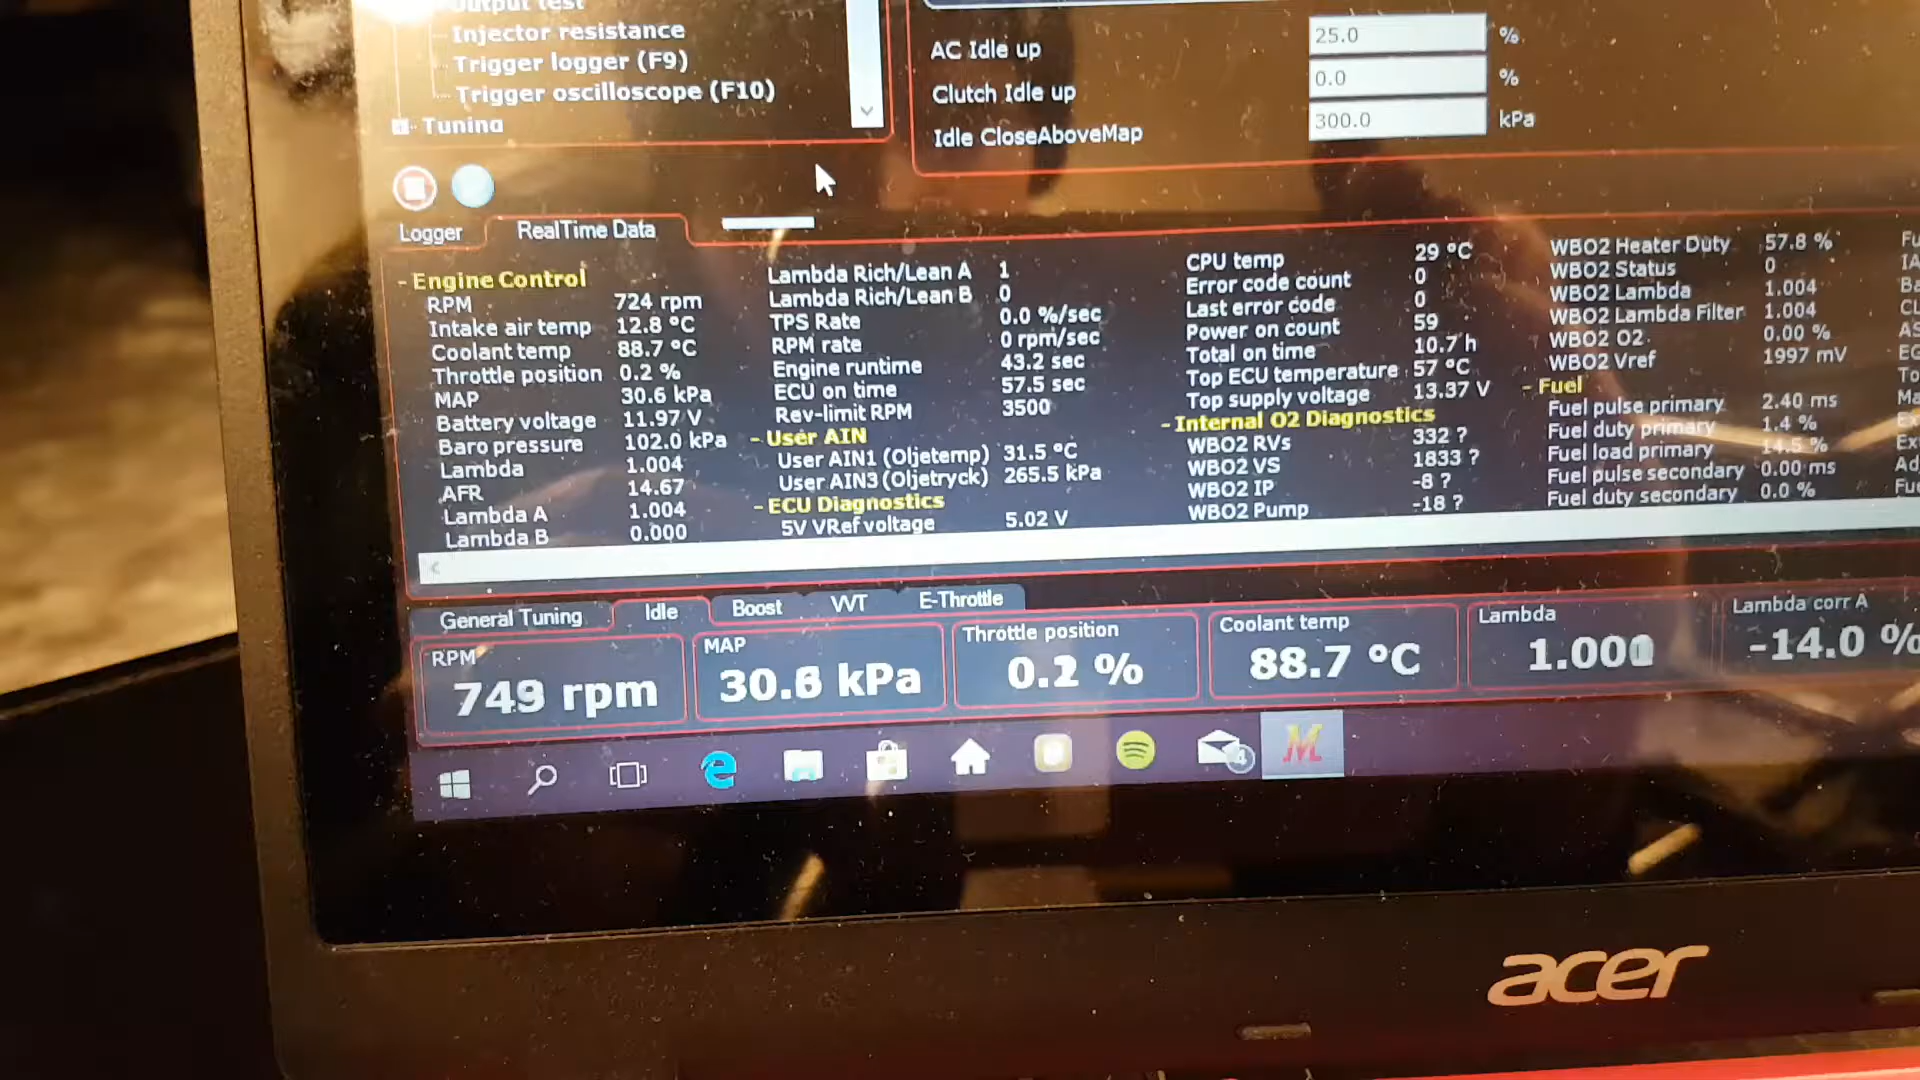 Output test
Injector resistance
Trigger logger (F9)
Trigger oscilloscope (F10)
Tuning
AC Idle up 25.0 %
Clutch Idle up 0.0 %
Idle CloseAboveMap 300.0 kPa
Logger RealTime Data
- Engine Control
RPM 724 rpm
Intake air temp 12.8 °C
Coolant temp 88.7 °C
Throttle position 0.2 %
MAP 30.6 kPa
Battery voltage 11.97 V
Baro pressure 102.0 kPa
Lambda 1.004
AFR 14.67
Lambda A 1.004
Lambda B 0.000
Lambda Rich/Lean A 1
Lambda Rich/Lean B 0
TPS Rate 0.0 %/sec
RPM rate 0 rpm/sec
Engine runtime 43.2 sec
ECU on time 57.5 sec
Rev-limit RPM 3500
- User AIN
User AIN1 (Oljetemp) 31.5 °C
User AIN3 (Oljetryck) 265.5 kPa
- ECU Diagnostics
5V VRef voltage 5.02 V
CPU temp 29 °C
Error code count 0
Last error code 0
Power on count 59
Total on time 10.7 h
Top ECU temperature 57 °C
Top supply voltage 13.37 V
- Internal O2 Diagnostics
WBO2 RVs 332 ?
WBO2 VS 1833 ?
WBO2 IP -8 ?
WBO2 Pump -18 ?
WBO2 Heater Duty 57.8 %
WBO2 Status 0
WBO2 Lambda 1.004
WBO2 Lambda Filter 1.004
WBO2 O2 0.00 %
WBO2 Vref 1997 mV
- Fuel
Fuel pulse primary 2.40 ms
Fuel duty primary 1.4 %
Fuel load primary 14.5 %
Fuel pulse secondary 0.00 ms
Fuel duty secondary 0.0 %
General Tuning Idle Boost VVT E-Throttle
RPM
rpm
MAP
30.6 kPa
Throttle position
%
Coolant temp
88.7 °C
Lambda
Lambda corr A
-14.0 %
4
acer